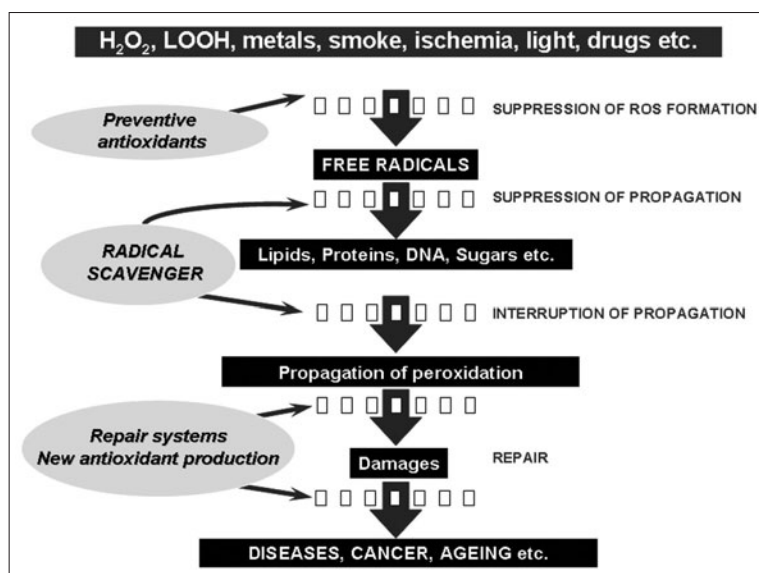 H₂O₂, LOOH, metals, smoke, ischemia, light, drugs etc.
Preventive
antioxidants
SUPPRESSION OF ROS FORMATION
FREE RADICALS
SUPPRESSION OF PROPAGATION
RADICAL
SCAVENGER
Lipids, Proteins, DNA, Sugars etc.
INTERRUPTION OF PROPAGATION
Propagation of peroxidation
Repair systems
New antioxidant production
Damages
REPAIR
DISEASES, CANCER, AGEING etc.